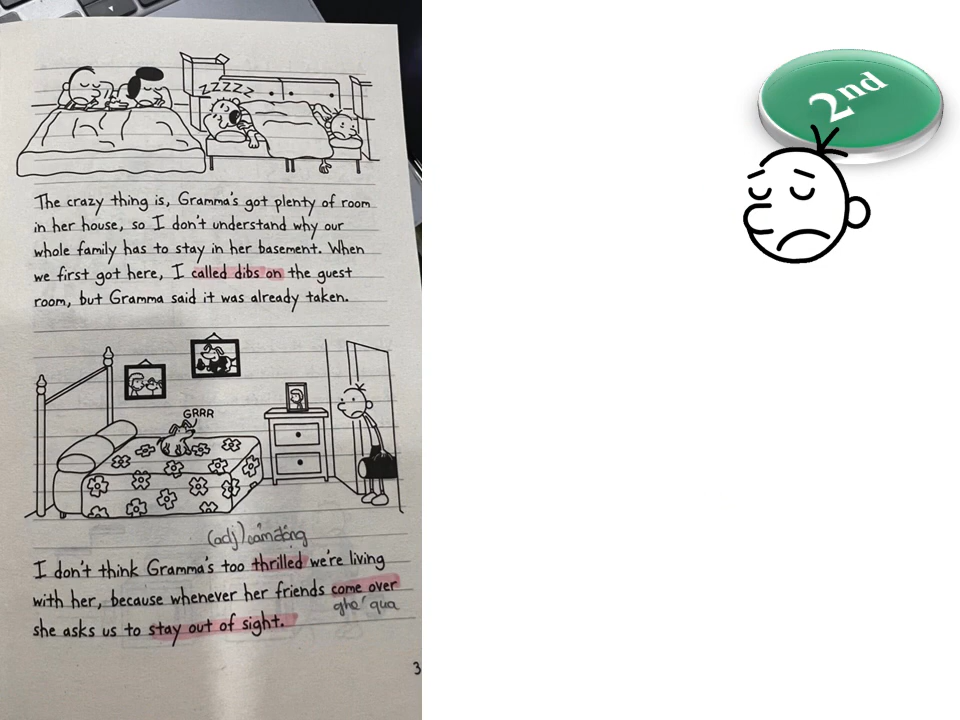 ZZZZZ
The crazy thing is, Gramma's got plenty of room
in her house, so I don't understand why our
whole family has to stay in her basement. When
we first got here, I called dibs on the guest
room, but Gramma said it was already taken.
GRRR
(adj)
I don't think Gramma's too thrilled we're living
with her, because whenever her friends come over
ghé qua
she asks us to stay out of sight.
3
2nd